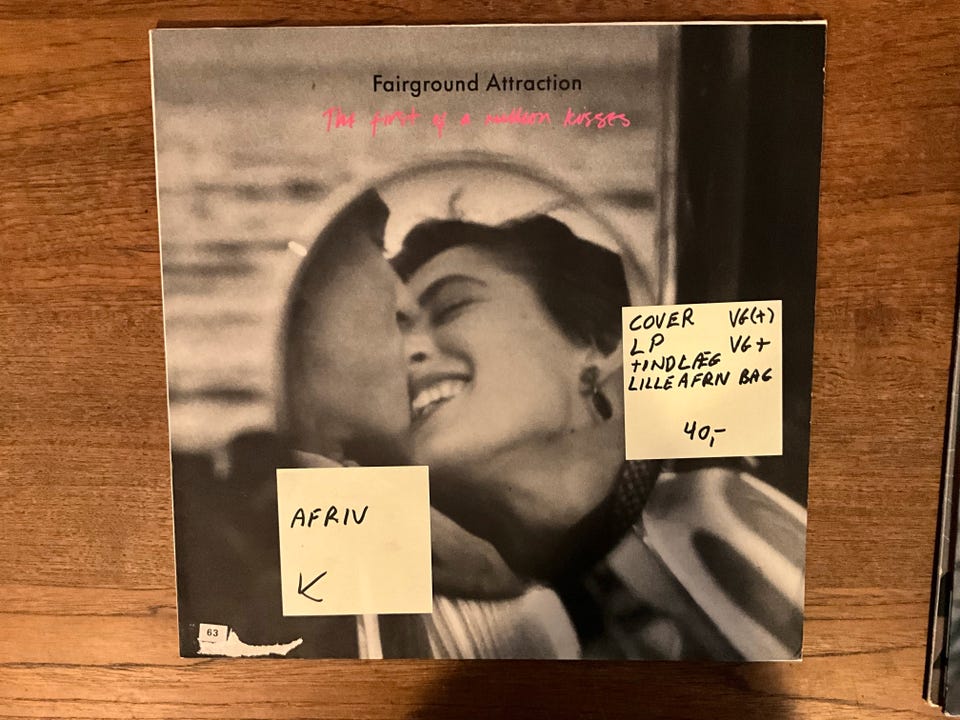 Fairground Attraction
The first of a million kisses
COVER VG(+)
LP VG+
+INDLÆG
LILLE AFRIV BAG
40,-
AFRIV
63